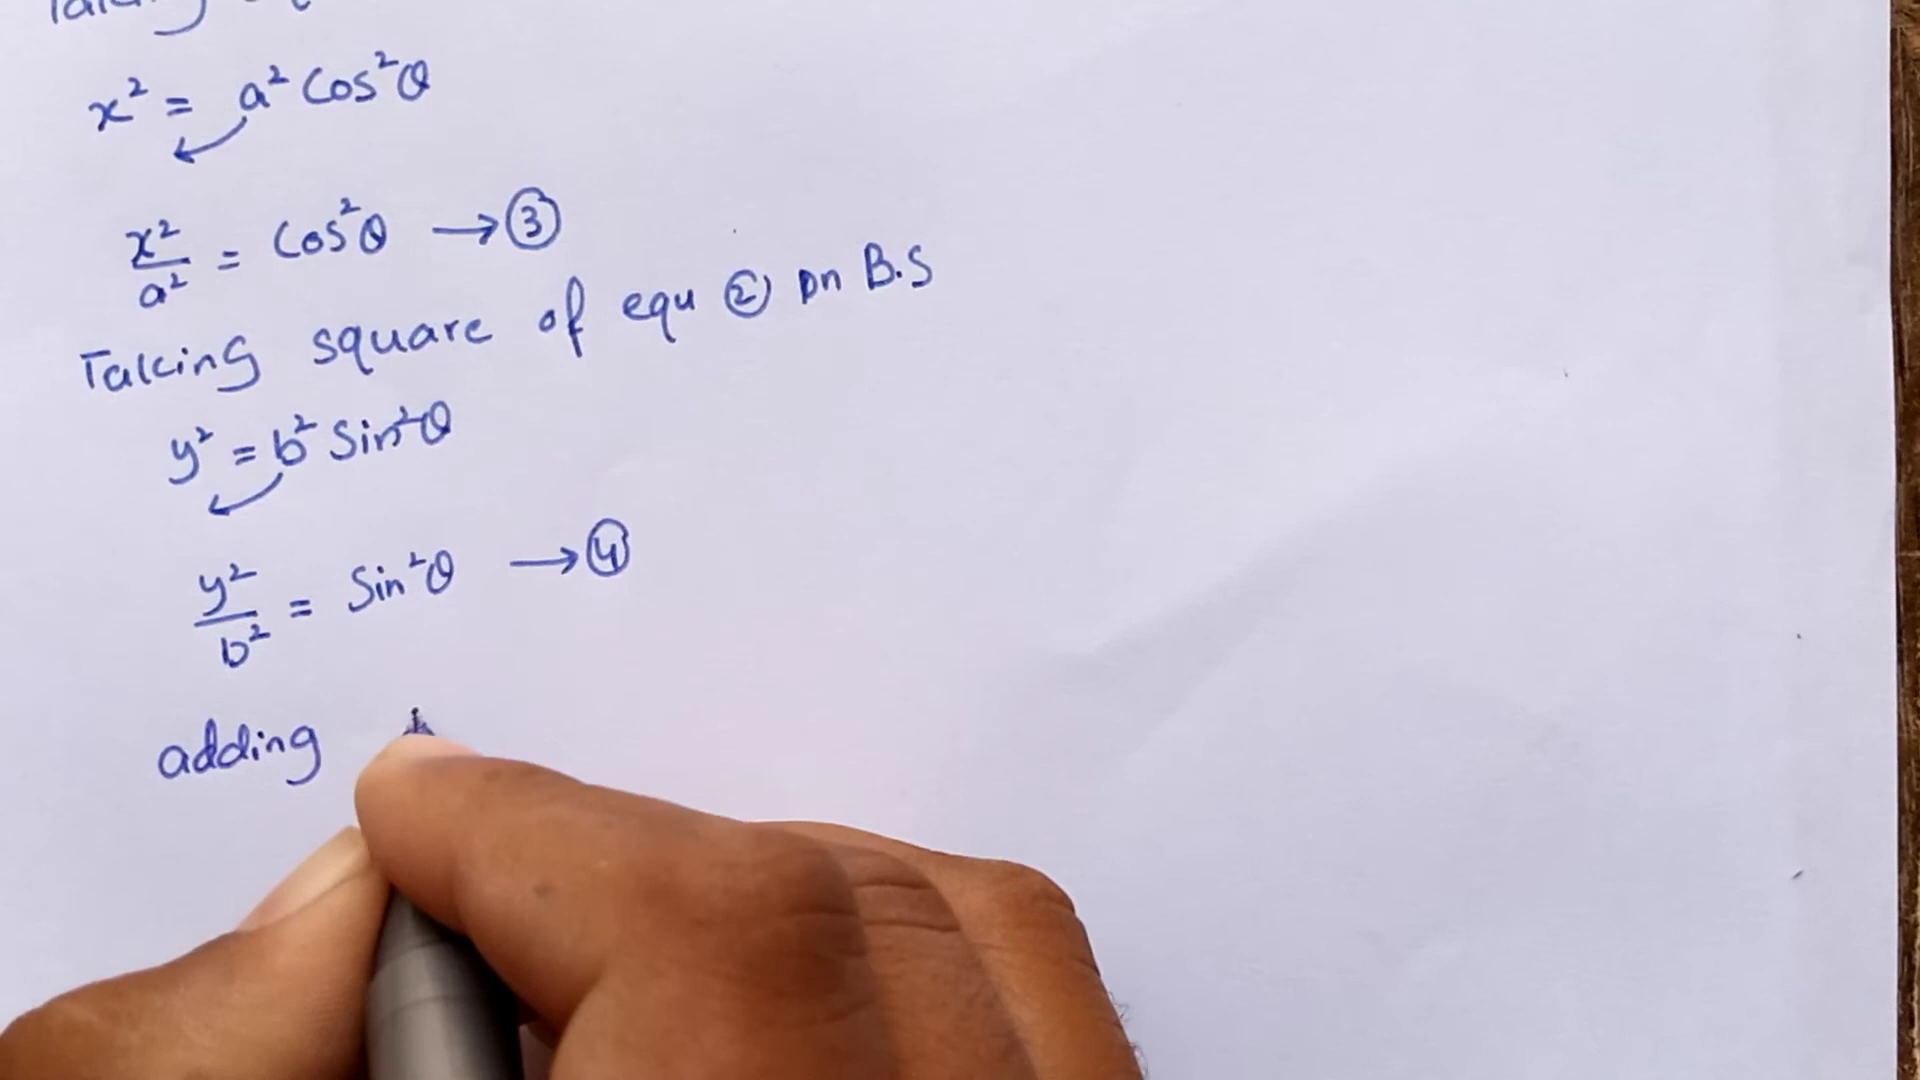 Taking
x² = a² Cos²θ
x²/a² = Cos²θ → ③
Taking square of equ ② on B.S
y² = b² Sin²θ
y²/b² = Sin²θ → ④
adding